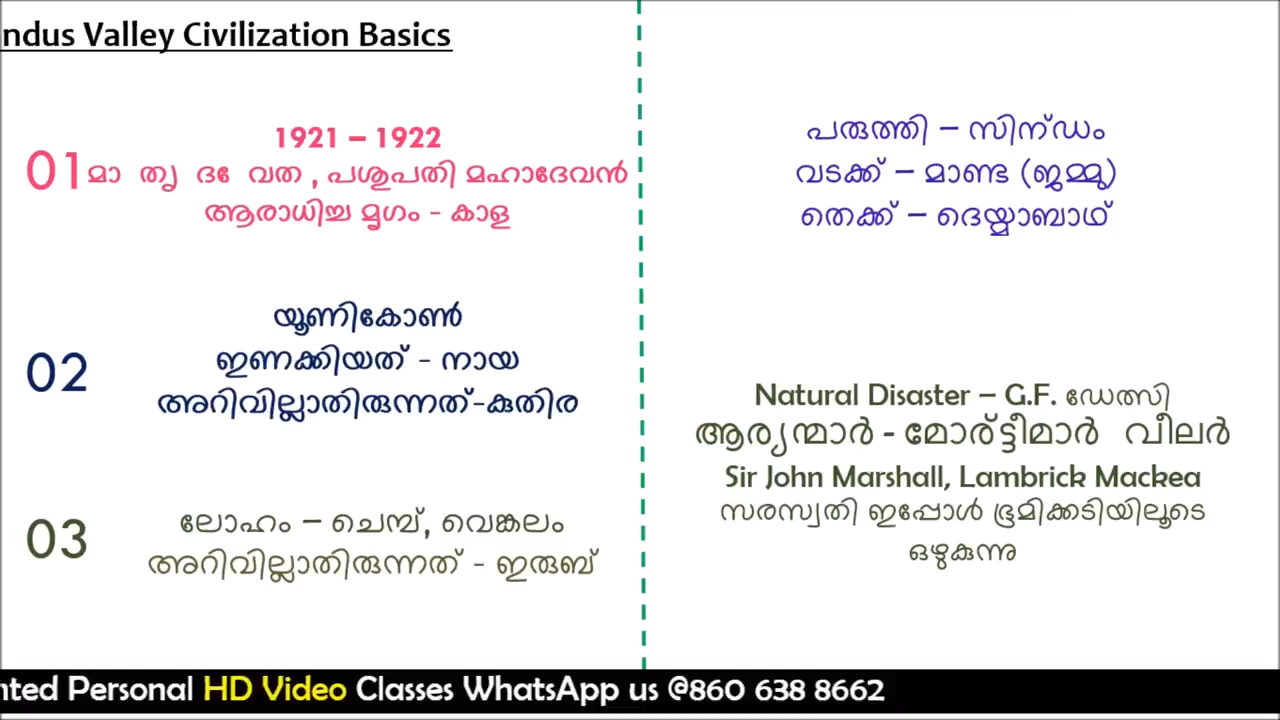 ndus Valley Civilization Basics
01
1921 – 1922
മാ തൃ ദേ വത , പശുപതി മഹാദേവൻ
ആരാധിച്ച മൃഗം - കാള
02
യൂണികോൺ
ഇണക്കിയത് - നായ
അറിവില്ലാതിരുന്നത്-കുതിര
03
ലോഹം – ചെമ്പ്, വെങ്കലം
അറിവില്ലാതിരുന്നത് - ഇരുബ്
പരുത്തി – സിന്ഡം
വടക്ക് – മാണ്ട (ജമ്മു)
തെക്ക് – ദെയ്മാബാഥ്
Natural Disaster – G.F. ഡേത്സി
ആര്യന്മാർ - മോര്ട്ടീമാർ വീലർ
Sir John Marshall, Lambrick Mackea
സരസ്വതി ഇപ്പോൾ ഭൂമിക്കടിയിലൂടെ
ഒഴുകുന്നു
nted Personal HD Video Classes WhatsApp us @860 638 8662